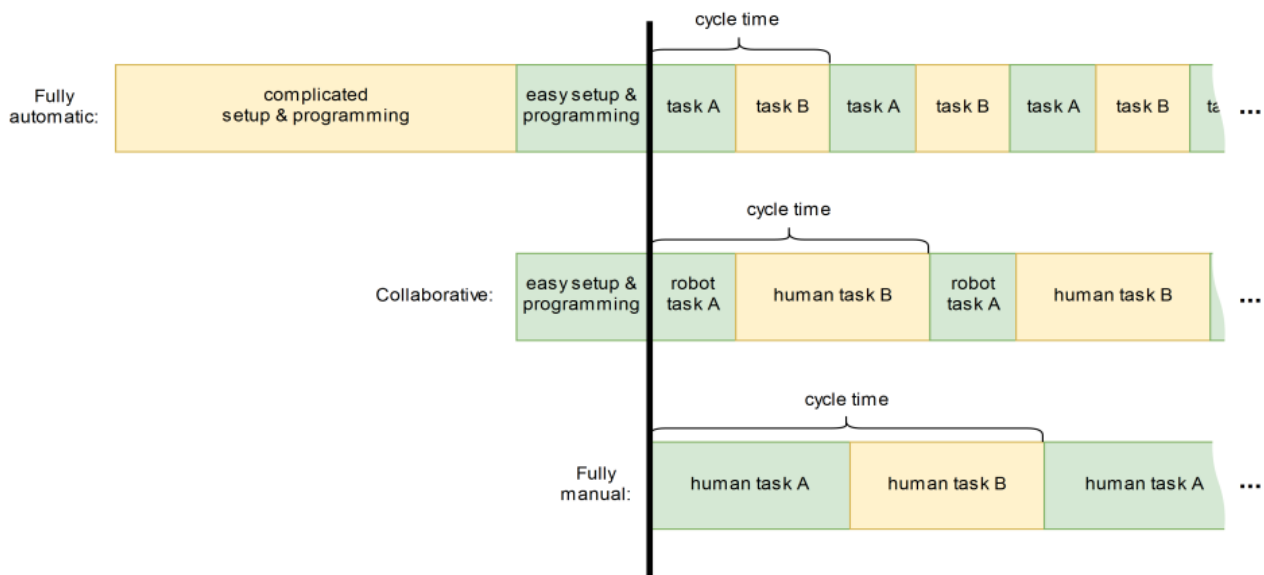 cycle time
Fully
automatic:
complicated
setup & programming
easy setup &
programming
task A
task B
task A
task B
task A
task B
...
cycle time
Collaborative:
easy setup &
programming
robot
task A
human task B
robot
task A
human task B
...
cycle time
Fully
manual:
human task A
human task B
human task A
...